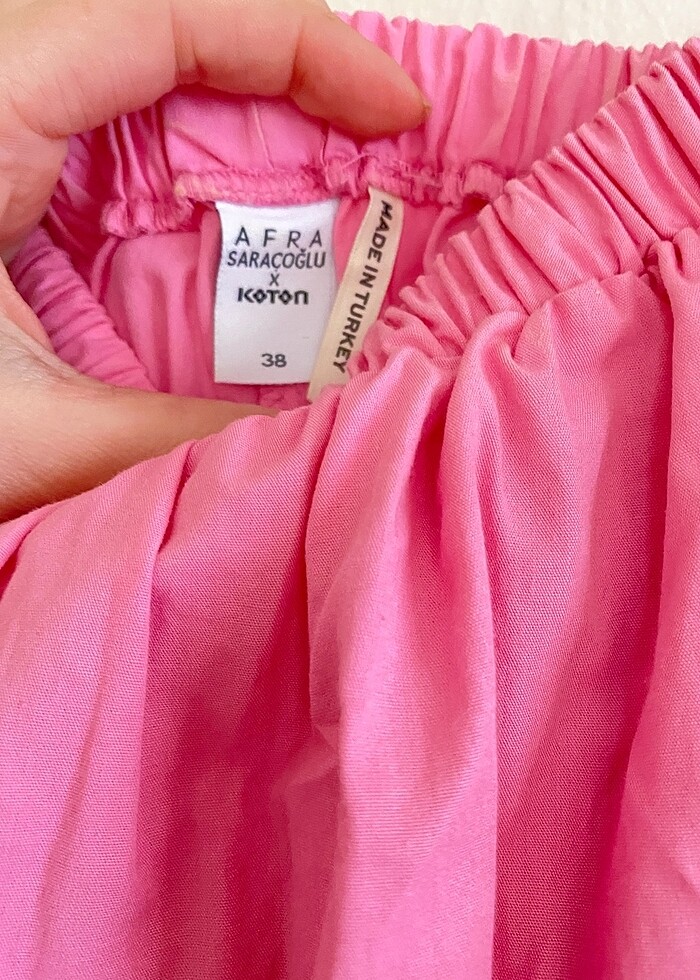 AFRA
SARAÇOĞLU
X
KOTON
38
MADE IN TURKEY